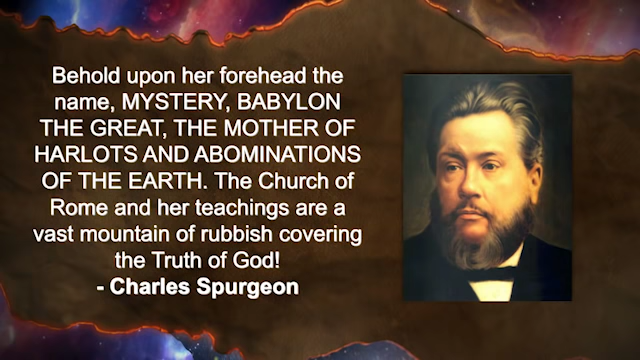 Behold upon her forehead the
name, MYSTERY, BABYLON
THE GREAT, THE MOTHER OF
HARLOTS AND ABOMINATIONS
OF THE EARTH. The Church of
Rome and her teachings are a
vast mountain of rubbish covering
the Truth of God!
- Charles Spurgeon